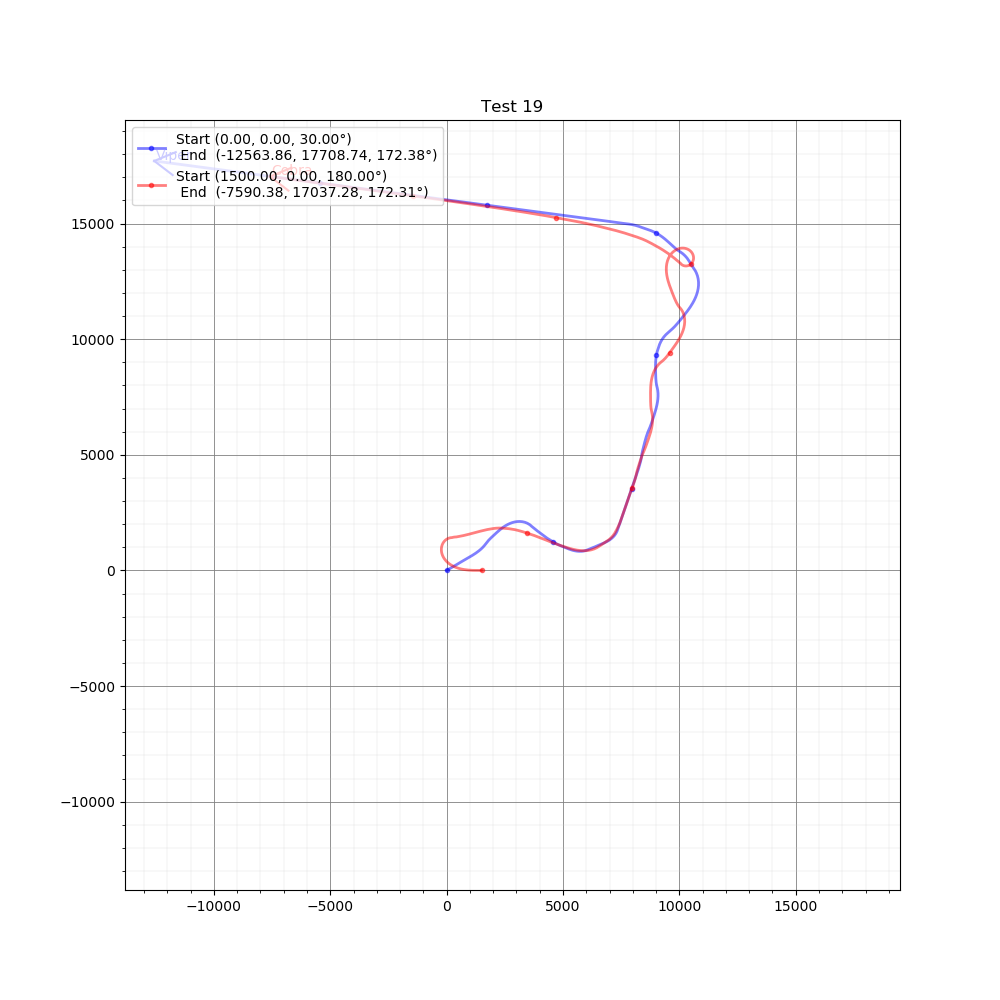 Test 19
Start (0.00, 0.00, 30.00°)
End (-12563.86, 17708.74, 172.38°)
Start (1500.00, 0.00, 180.00°)
End (-7590.38, 17037.28, 172.31°)
Viper
Cobra
15000
10000
5000
0
−5000
−10000
−10000
−5000
0
5000
10000
15000